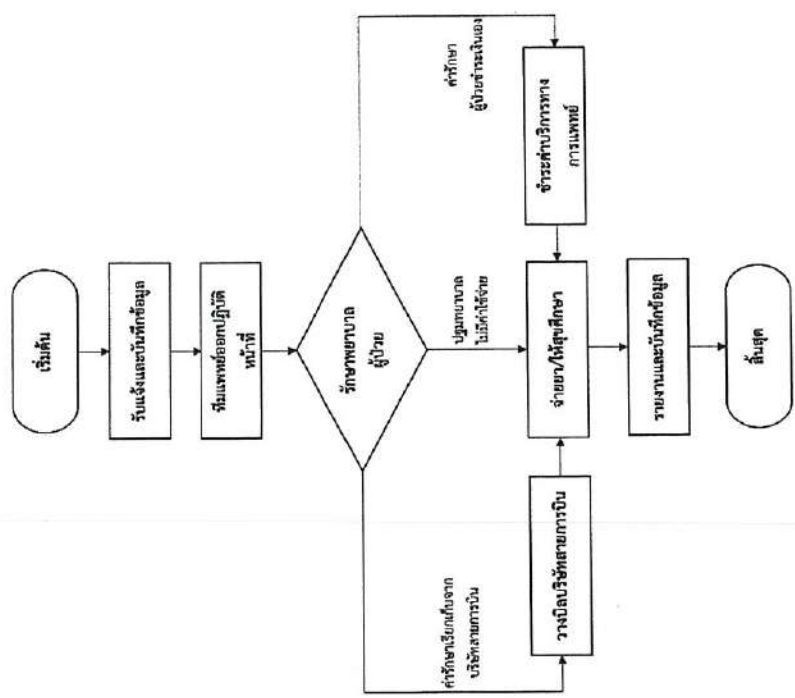 เริ่มต้น
รับแจ้งและบันทึกข้อมูล
ทีมแพทย์ออกปฏิบัติ
หน้าที่
รักษาพยาบาล
ผู้ป่วย
ค่ารักษาเรียกเก็บจาก
บริษัทสายการบิน
ปฐมพยาบาล
ไม่มีค่าใช้จ่าย
ค่ารักษา
ผู้ป่วยชำระเงินเอง
วางบิลบริษัทสายการบิน
จ่ายยา/ให้สุขศึกษา
ชำระค่าบริการทาง
การแพทย์
รายงานและบันทึกข้อมูล
สิ้นสุด